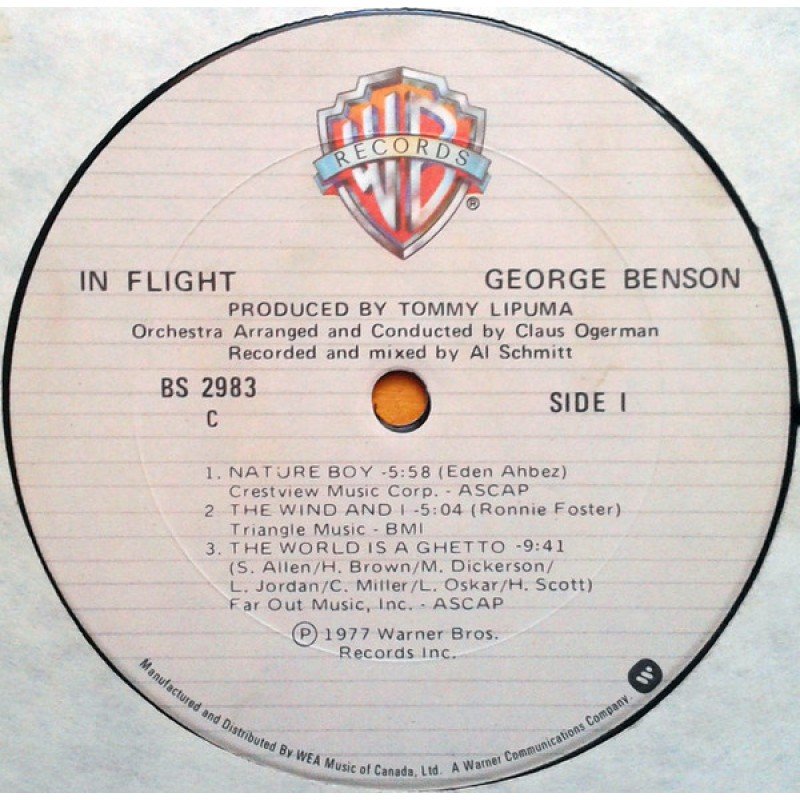 WB
RECORDS
®
IN FLIGHT GEORGE BENSON
PRODUCED BY TOMMY LIPUMA
Orchestra Arranged and Conducted by Claus Ogerman
Recorded and mixed by Al Schmitt
BS 2983 SIDE I
C
1. NATURE BOY -5:58 (Eden Ahbez)
Crestview Music Corp. - ASCAP
2 THE WIND AND I -5:04 (Ronnie Foster)
Triangle Music - BMI
3. THE WORLD IS A GHETTO -9:41
(S. Allen/H. Brown/M. Dickerson/
L. Jordan/C. Miller/L. Oskar/H. Scott)
Far Out Music, Inc. - ASCAP
Ⓟ 1977 Warner Bros.
Records Inc.
Manufactured and Distributed By WEA Music of Canada, Ltd. A Warner Communications Company.